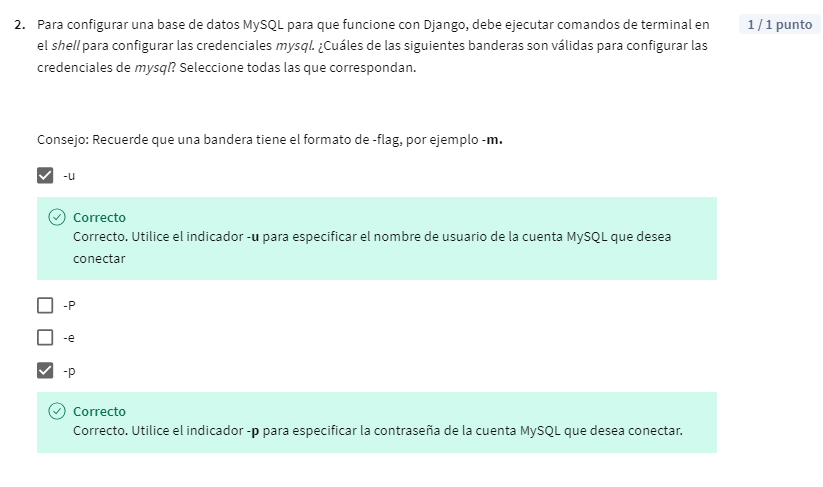 2. Para configurar una base de datos MySQL para que funcione con Django, debe ejecutar comandos de terminal en
1 / 1 punto
el shell para configurar las credenciales mysql. ¿Cuáles de las siguientes banderas son válidas para configurar las
credenciales de mysql? Seleccione todas las que correspondan.
Consejo: Recuerde que una bandera tiene el formato de -flag, por ejemplo -m.
-u
Correcto
Correcto. Utilice el indicador -u para especificar el nombre de usuario de la cuenta MySQL que desea
conectar
-P
-e
-p
Correcto
Correcto. Utilice el indicador -p para especificar la contraseña de la cuenta MySQL que desea conectar.